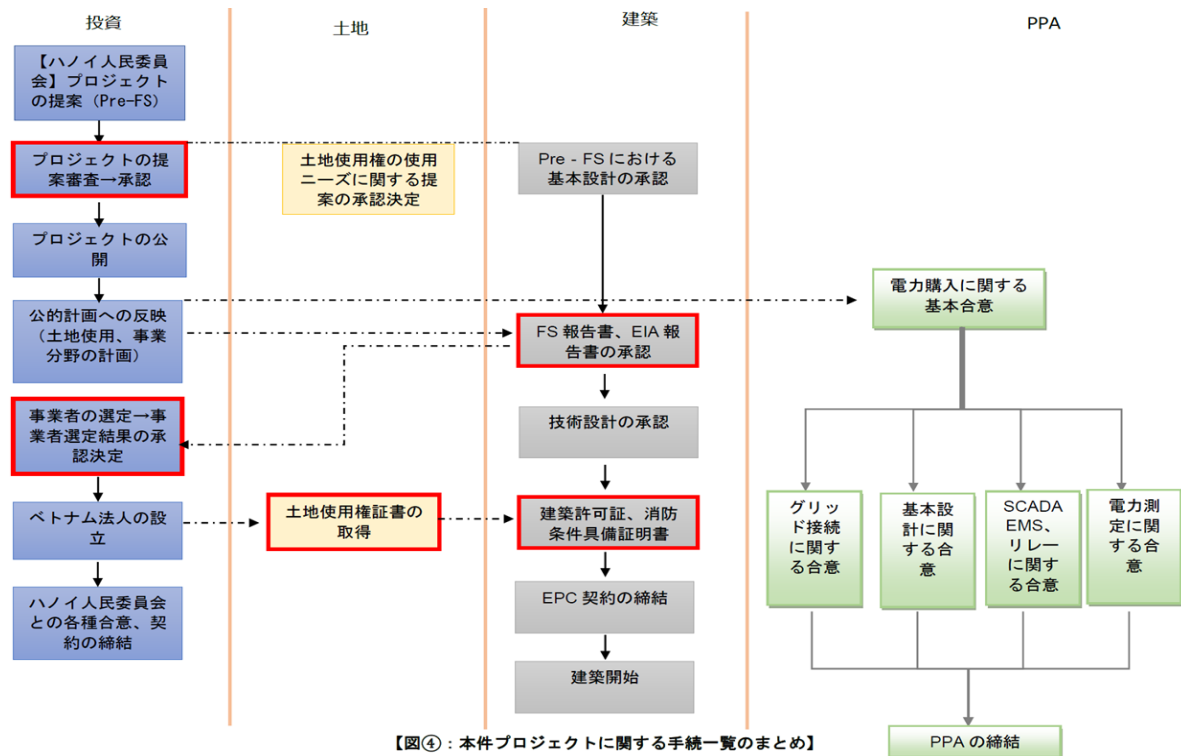 投資
土地
建築
PPA
【ハノイ人民委員
会】プロジェクト
の提案（Pre-FS）
プロジェクトの提
案審査→承認
プロジェクトの公
開
公的計画への反映
（土地使用、事業
分野の計画）
事業者の選定→事
業者選定結果の承
認決定
ベトナム法人の設
立
ハノイ人民委員会
との各種合意、契
約の締結
土地使用権の使用
ニーズに関する提
案の承認決定
土地使用権証書の
取得
Pre - FS における
基本設計の承認
FS 報告書、EIA 報
告書の承認
技術設計の承認
建築許可証、消防
条件具備証明書
EPC 契約の締結
建築開始
電力購入に関する
基本合意
グリッ
ド接続
に関す
る合意
基本設
計に関
する合
意
SCADA
EMS、
リレー
に関す
る合意
電力測
定に関
する合
意
PPA の締結
【図④：本件プロジェクトに関する手続一覧のまとめ】